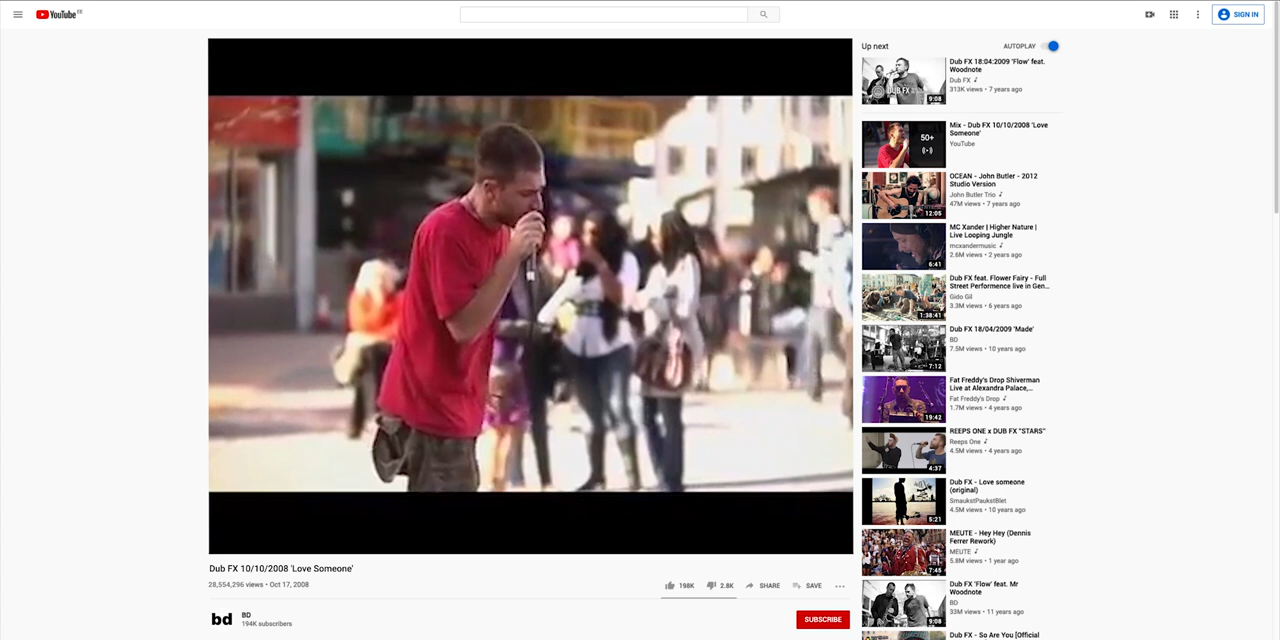 YouTube EE
SIGN IN
Up next
AUTOPLAY
Dub FX 18:04:2009 'Flow' feat.
Woodnote
Dub FX
313K views • 7 years ago
DUB FX
9:08
Mix - Dub FX 10/10/2008 'Love
Someone'
YouTube
50+
OCEAN - John Butler - 2012
Studio Version
John Butler Trio
47M views • 7 years ago
12:05
MC Xander | Higher Nature |
Live Looping Jungle
mcxandermusic
2.6M views • 2 years ago
6:41
Dub FX feat. Flower Fairy - Full
Street Performence live in Gen...
Gido Gil
3.3M views • 6 years ago
1:38:41
Dub FX 18/04/2009 'Made'
BD
7.5M views • 10 years ago
7:12
Fat Freddy's Drop Shiverman
Live at Alexandra Palace,...
Fat Freddy's Drop
1.7M views • 4 years ago
19:42
REEPS ONE x DUB FX "STARS"
Reeps One
4.5M views • 4 years ago
4:37
Dub FX - Love someone
(original)
SmaukstPaukstBlet
4.5M views • 10 years ago
5:21
MEUTE - Hey Hey (Dennis
Ferrer Rework)
MEUTE
5.8M views • 1 year ago
7:45
Dub FX 'Flow' feat. Mr
Woodnote
BD
33M views • 11 years ago
9:08
Dub FX - So Are You [Official
Dub FX 10/10/2008 'Love Someone'
28,554,296 views • Oct 17, 2008
198K
2.8K
SHARE
SAVE
bd
BD
194K subscribers
SUBSCRIBE